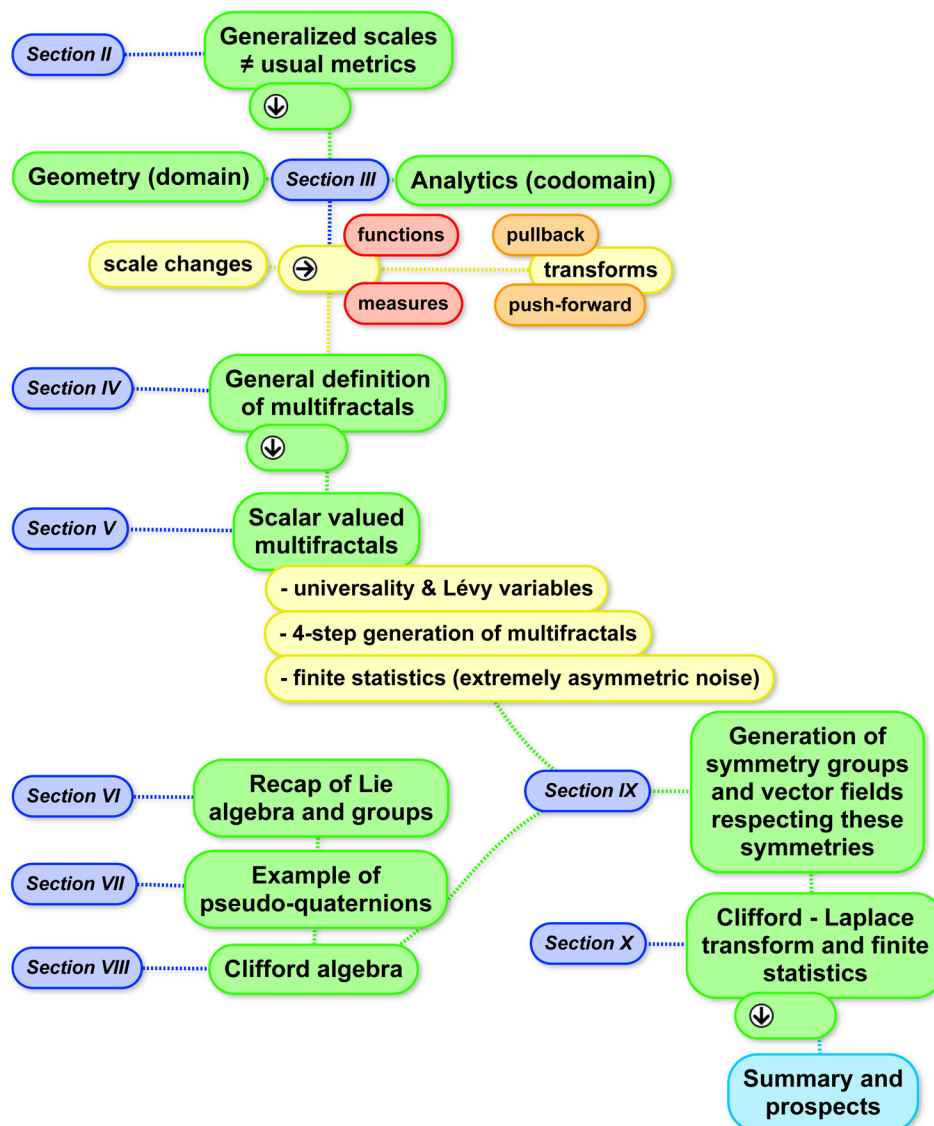 Section II
Generalized scales
≠ usual metrics
Geometry (domain)
Section III
Analytics (codomain)
functions
pullback
scale changes
transforms
measures
push-forward
Section IV
General definition
of multifractals
Section V
Scalar valued
multifractals
- universality & Lévy variables
- 4-step generation of multifractals
- finite statistics (extremely asymmetric noise)
Section VI
Recap of Lie
algebra and groups
Section VII
Example of
pseudo-quaternions
Section VIII
Clifford algebra
Section IX
Generation of
symmetry groups
and vector fields
respecting these
symmetries
Section X
Clifford - Laplace
transform and finite
statistics
Summary and
prospects